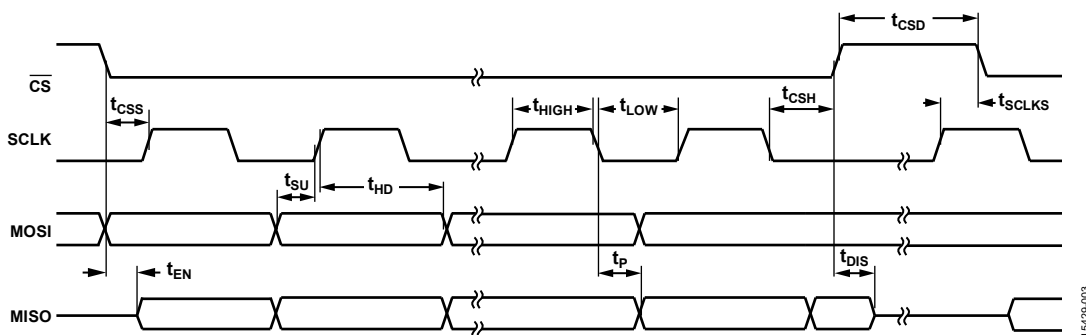 tCSD
CS
tCSS
tHIGH
tLOW
tCSH
tSCLKS
SCLK
tSU
tHD
MOSI
tEN
tP
tDIS
MISO